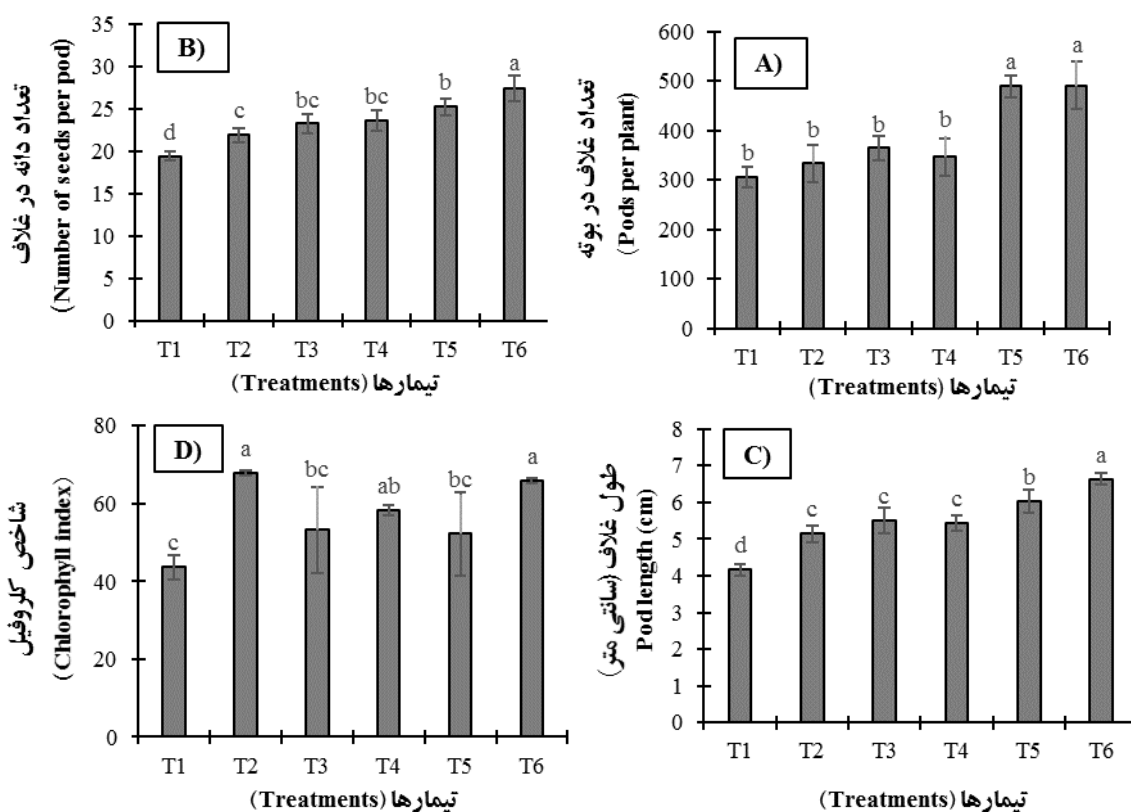 B)
تعداد دانه در غلاف
(Number of seeds per pod)
35
30
25
20
15
10
5
0
d
c
bc
bc
b
a
T1 T2 T3 T4 T5 T6
تیمارها (Treatments)
A)
تعداد غلاف در بوته
(Pods per plant)
600
500
400
300
200
100
0
b
b
b
b
a
a
T1 T2 T3 T4 T5 T6
تیمارها (Treatments)
D)
شاخص کلروفیل
(Chlorophyll index)
80
60
40
20
0
c
a
bc
ab
bc
a
T1 T2 T3 T4 T5 T6
تیمارها (Treatments)
C)
طول غلاف (سانتی متر)
Pod length (cm)
8
7
6
5
4
3
2
1
0
d
c
c
c
b
a
T1 T2 T3 T4 T5 T6
تیمارها (Treatments)